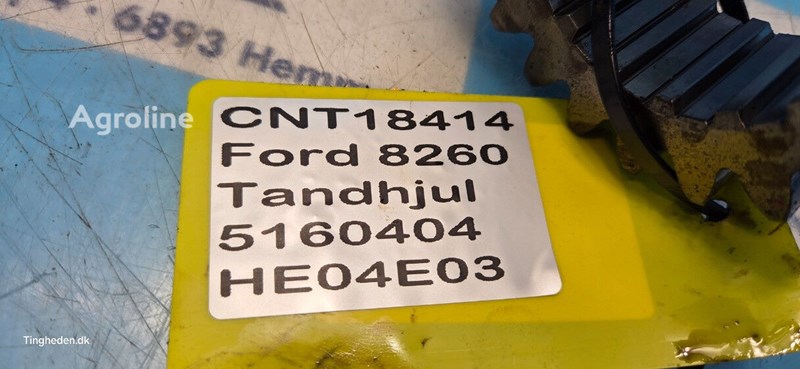 6893 Hemm
Agroline
CNT18414
Ford 8260
Tandhjul
5160404
HE04E03
Tingheden.dk